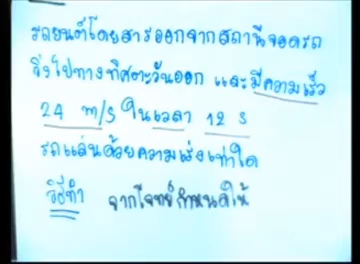 รถยนต์โดยสารออกจากสถานีจอดรถ
วิ่งไปทางทิศตะวันออก และมีความเร็ว
24 m/s ในเวลา 12 s
รถแล่นด้วยความเร่งเท่าใด
วิธีทำ จากโจทย์กำหนดให้